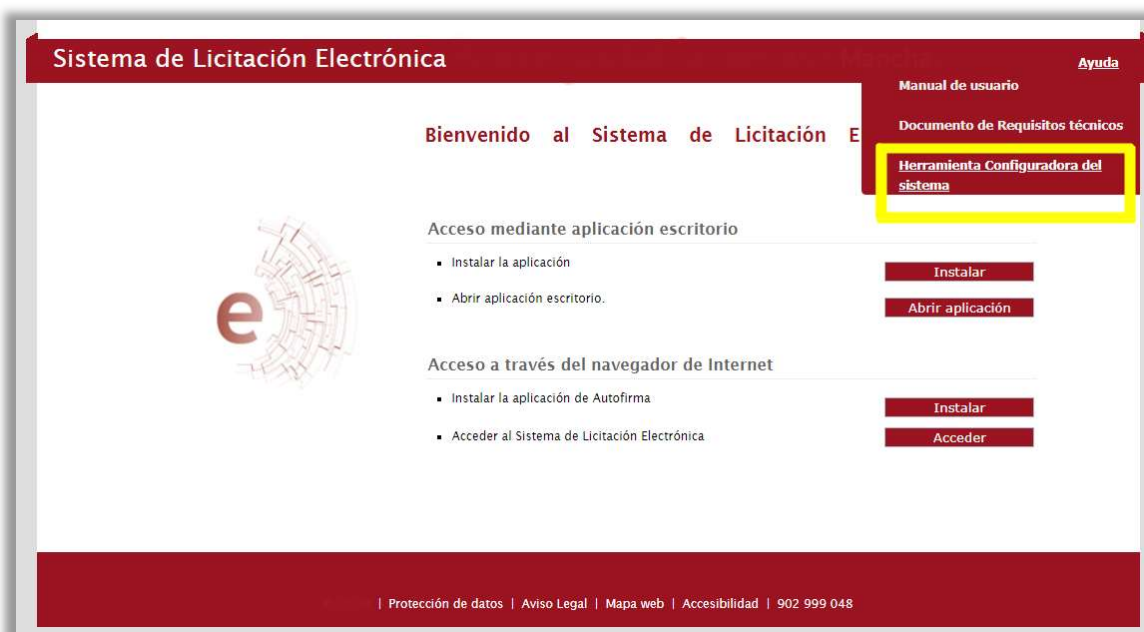 Sistema de Licitación Electrónica
Ayuda
Manual de usuario
Documento de Requisitos técnicos
Herramienta Configuradora del
sistema
Bienvenido al Sistema de Licitación E
Acceso mediante aplicación escritorio
▪ Instalar la aplicación
Instalar
▪ Abrir aplicación escritorio.
Abrir aplicación
e
Acceso a través del navegador de Internet
▪ Instalar la aplicación de Autofirma
Instalar
▪ Acceder al Sistema de Licitación Electrónica
Acceder
| Protección de datos | Aviso Legal | Mapa web | Accesibilidad | 902 999 048